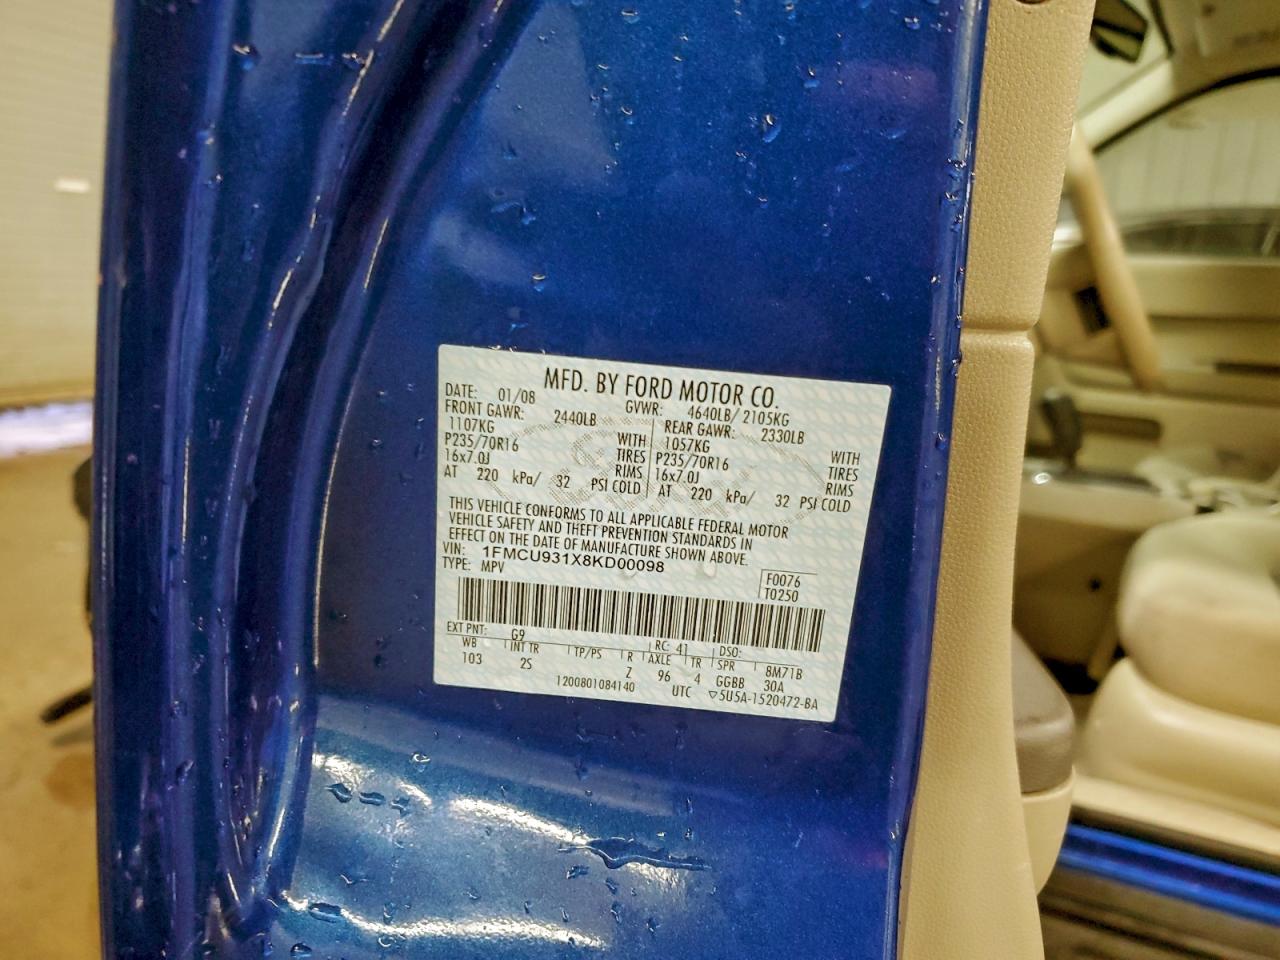 MFD. BY FORD MOTOR CO.
DATE: 01/08 GVWR: 4640LB/ 2105KG
FRONT GAWR: 2440LB REAR GAWR: 2330LB
1107KG WITH 1057KG WITH
P235/70R16 TIRES P235/70R16 TIRES
16x7.0J RIMS 16x7.0J RIMS
AT 220 kPa/ 32 PSI COLD AT 220 kPa/ 32 PSI COLD
THIS VEHICLE CONFORMS TO ALL APPLICABLE FEDERAL MOTOR
VEHICLE SAFETY AND THEFT PREVENTION STANDARDS IN
EFFECT ON THE DATE OF MANUFACTURE SHOWN ABOVE.
VIN: 1FMCU931X8KD00098
TYPE: MPV F0076
T0250
EXT PNT: G9 RC: 41 DSO:
WB INT TR TP/PS R AXLE TR SPR 8M71B
103 2S 2 96 4 GGBB 30A
1200801084140 UTC ▽5U5A-1520472-BA